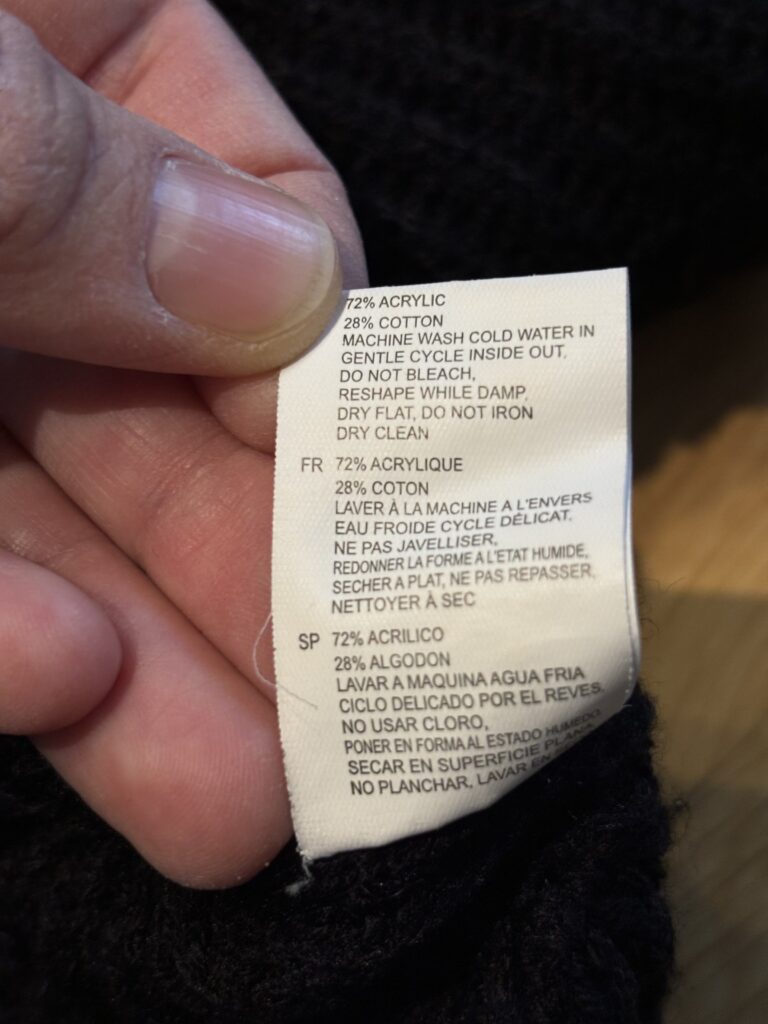 72% ACRYLIC
28% COTTON
MACHINE WASH COLD WATER IN
GENTLE CYCLE INSIDE OUT,
DO NOT BLEACH,
RESHAPE WHILE DAMP,
DRY FLAT, DO NOT IRON
DRY CLEAN
FR 72% ACRYLIQUE
28% COTON
LAVER À LA MACHINE A L'ENVERS
EAU FROIDE CYCLE DÉLICAT,
NE PAS JAVELLISER,
REDONNER LA FORME A L'ETAT HUMIDE,
SECHER A PLAT, NE PAS REPASSER,
NETTOYER À SEC
SP 72% ACRILICO
28% ALGODON
LAVAR A MAQUINA AGUA FRIA
CICLO DELICADO POR EL REVES,
NO USAR CLORO,
PONER EN FORMA AL ESTADO HUMEDO,
SECAR EN SUPERFICIE PLANA,
NO PLANCHAR, LAVAR EN